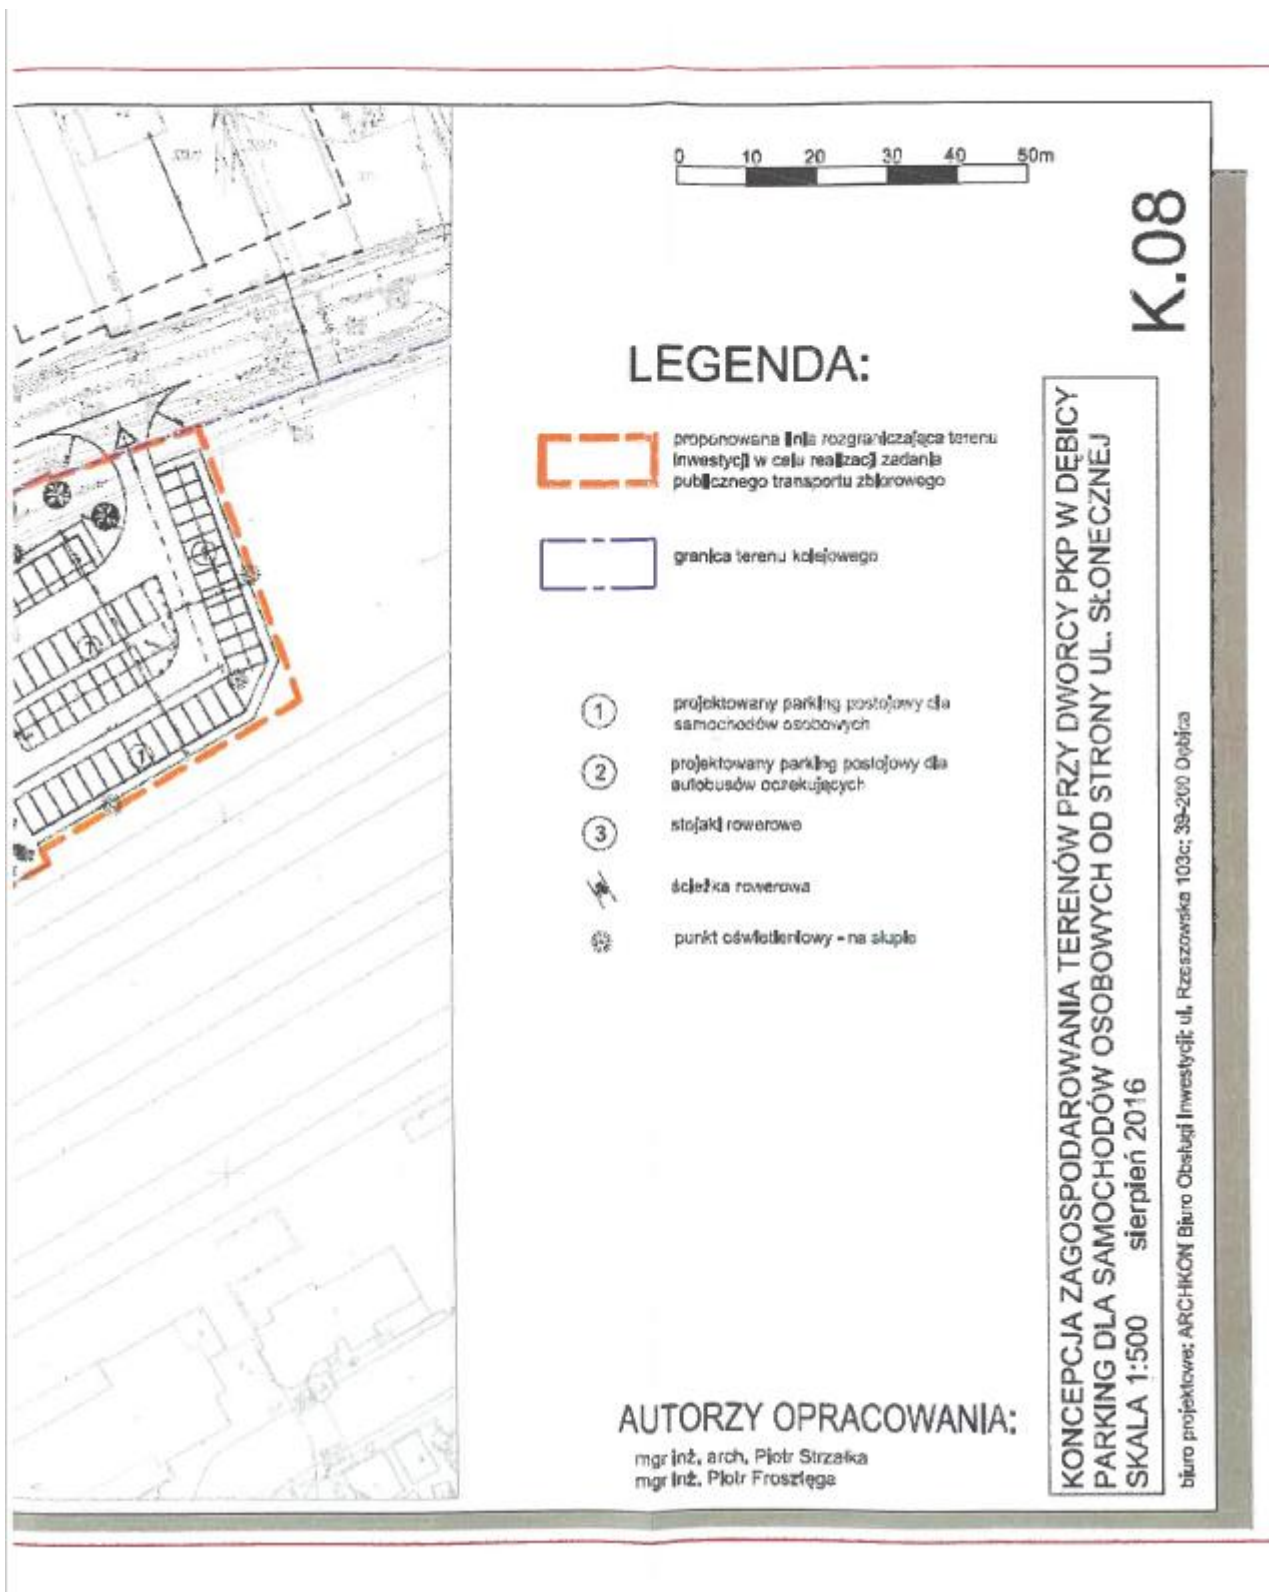 0 10 20 30 40 50m
K.08
LEGENDA:
proponowana linia rozgraniczająca terenu
inwestycji w celu realizacji zadania
publicznego transportu zbiorowego
granica terenu kolejowego
1 projektowany parking postojowy dla
samochodów osobowych
2 projektowany parking postojowy dla
autobusów oczekujących
3 stojaki rowerowe
ścieżka rowerowa
punkt oświetleniowy - na słupie
AUTORZY OPRACOWANIA:
mgr inż. arch. Piotr Strzałka
mgr inż. Piotr Frosztęga
KONCEPCJA ZAGOSPODAROWANIA TERENÓW PRZY DWORCY PKP W DĘBICY
PARKING DLA SAMOCHODÓW OSOBOWYCH OD STRONY UL. SŁONECZNEJ
SKALA 1:500 sierpień 2016
biuro projektowe: ARCHKON Biuro Obsługi Inwestycji; ul. Rzeszowska 103c; 39-200 Dębica